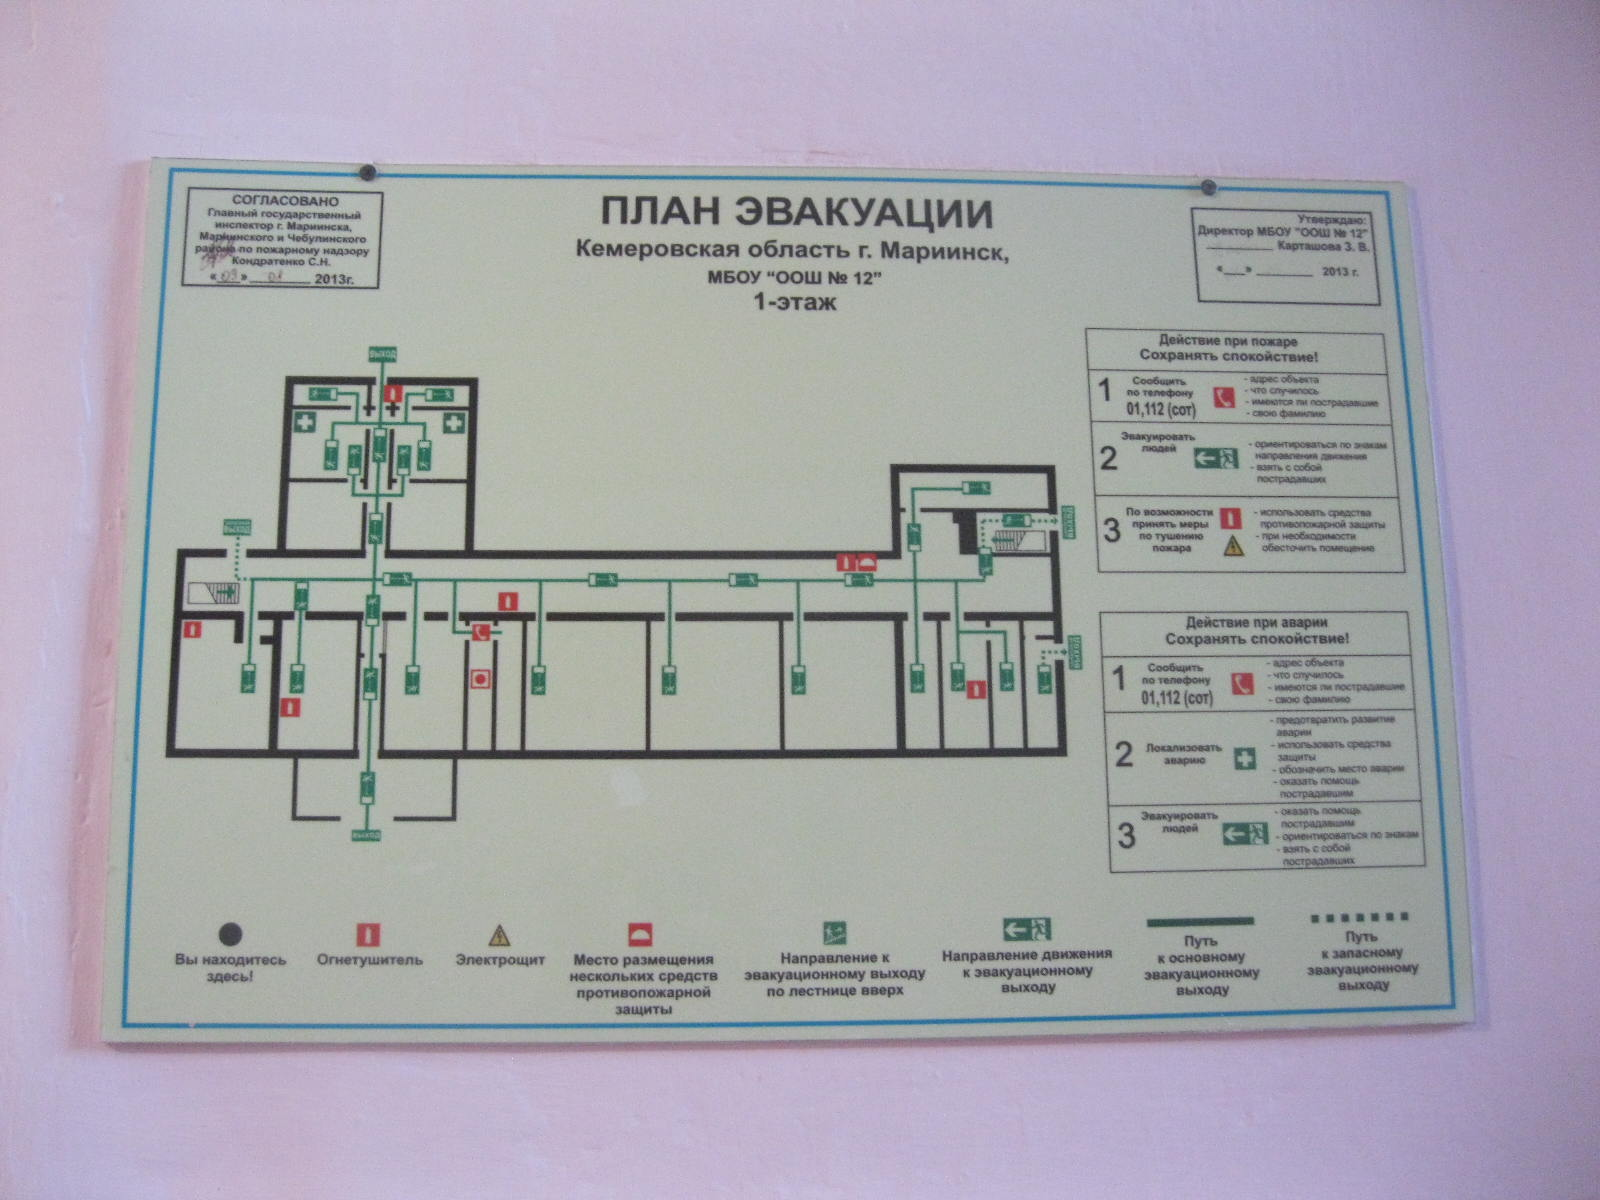 СОГЛАСОВАНО
Главный государственный
инспектор г. Мариинска,
Мариинского и Чебулинского
района по пожарному надзору
Кондратенко С.Н.
«03» 01 2013г.
ПЛАН ЭВАКУАЦИИ
Кемеровская область г. Мариинск,
МБОУ “ООШ № 12”
1-этаж
Утверждаю:
Директор МБОУ "ООШ № 12"
Карташова З. В.
«__» ________ 2013 г.
ВЫХОД
ВЫХОД
ВЫХОД
Действие при пожаре
Сохранять спокойствие!
1
Сообщить
по телефону
01,112 (сот)
- адрес объекта
- что случилось
- имеются ли пострадавшие
- свою фамилию
2
Эвакуировать
людей
- ориентироваться по знакам
направления движения
- взять с собой
пострадавших
3
По возможности
принять меры
по тушению
пожара
- использовать средства
противопожарной защиты
- при необходимости
обесточить помещение
Действие при аварии
Сохранять спокойствие!
1
Сообщить
по телефону
01,112 (сот)
- адрес объекта
- что случилось
- имеются ли пострадавшие
- свою фамилию
2
Локализовать
аварию
- предотвратить развитие
аварии
- использовать средства
защиты
- обозначить место аварии
- оказать помощь
пострадавшим
3
Эвакуировать
людей
- оказать помощь
пострадавшим
- ориентироваться по знакам
- взять с собой
пострадавших
Вы находитесь
здесь!
Огнетушитель
Электрощит
Место размещения
нескольких средств
противопожарной
защиты
Направление к
эвакуационному выходу
по лестнице вверх
Направление движения
к эвакуационному
выходу
Путь
к основному
эвакуационному
выходу
Путь
к запасному
эвакуационному
выходу